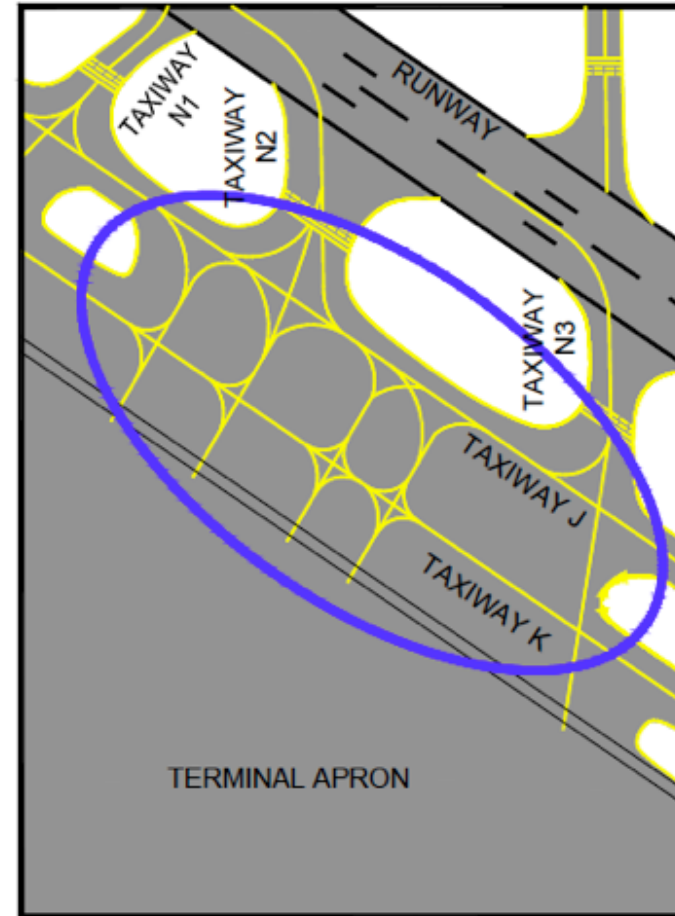 RUNWAY
TAXIWAY
N1
TAXIWAY
N2
TAXIWAY
N3
TAXIWAY J
TAXIWAY K
TERMINAL APRON